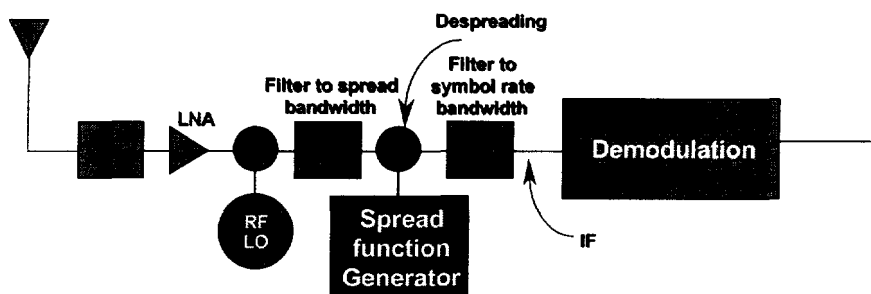 Despreading
Filter to spread
bandwidth
Filter to
symbol rate
bandwidth
LNA
Demodulation
RF
LO
Spread
function
Generator
IF